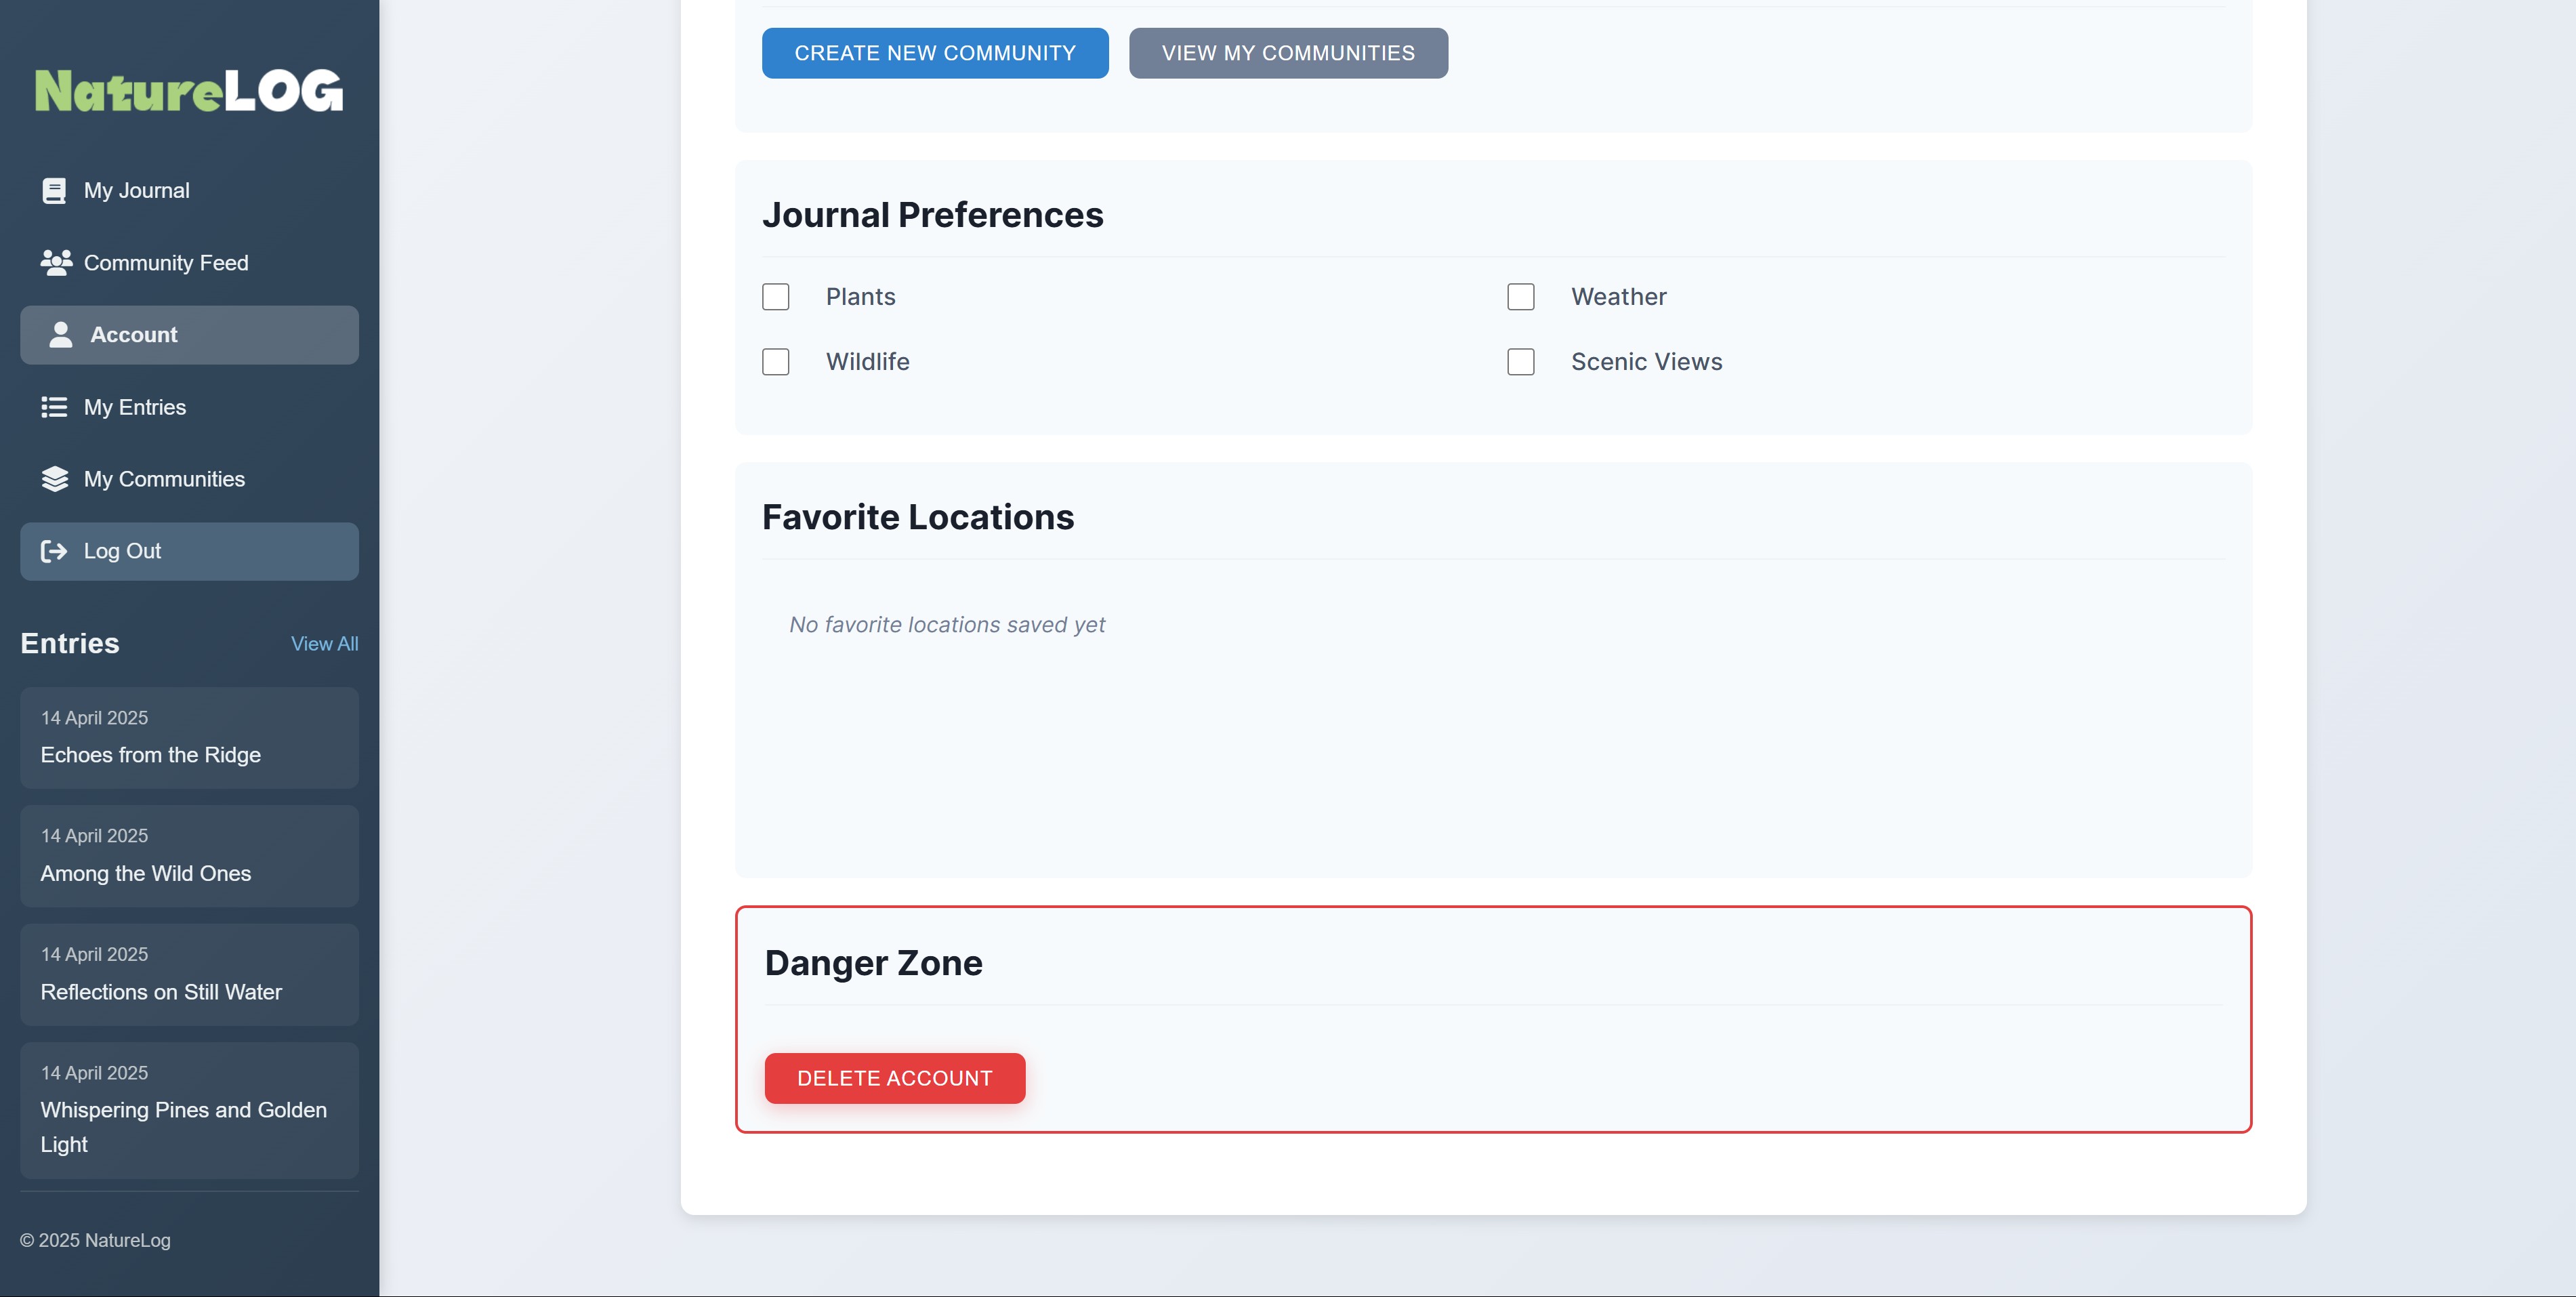 NatureLOG
My Journal
Community Feed
Account
My Entries
My Communities
Log Out
Entries
View All
14 April 2025
Echoes from the Ridge
14 April 2025
Among the Wild Ones
14 April 2025
Reflections on Still Water
14 April 2025
Whispering Pines and Golden
Light
© 2025 NatureLog
CREATE NEW COMMUNITY
VIEW MY COMMUNITIES
Journal Preferences
Plants
Weather
Wildlife
Scenic Views
Favorite Locations
No favorite locations saved yet
Danger Zone
DELETE ACCOUNT